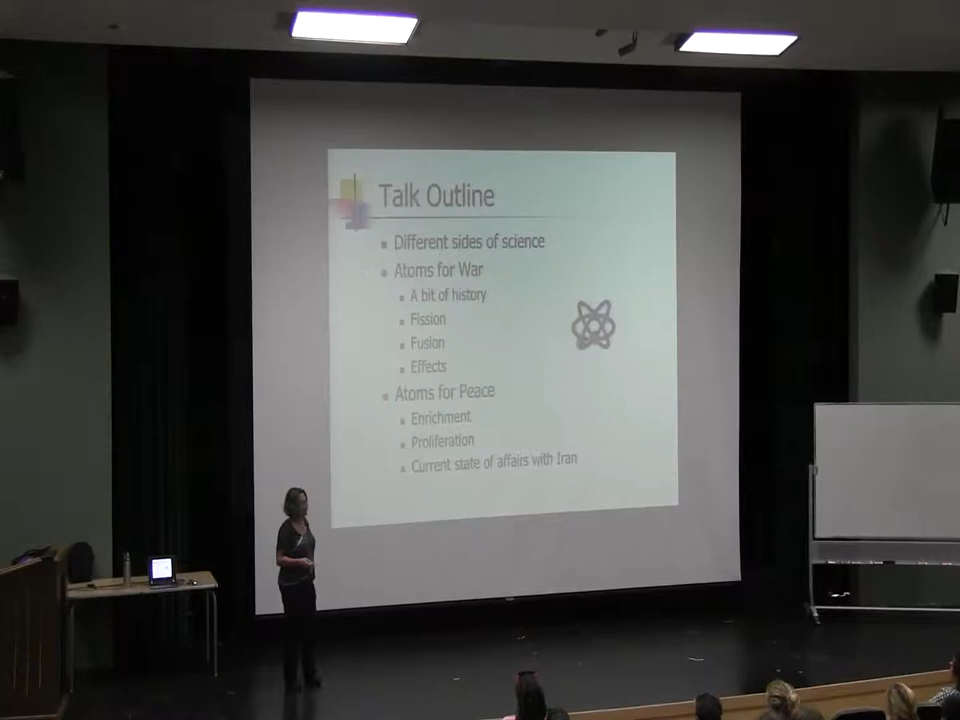 Talk Outline
Different sides of science
Atoms for War
A bit of history
Fission
Fusion
Effects
Atoms for Peace
Enrichment
Proliferation
Current state of affairs with Iran